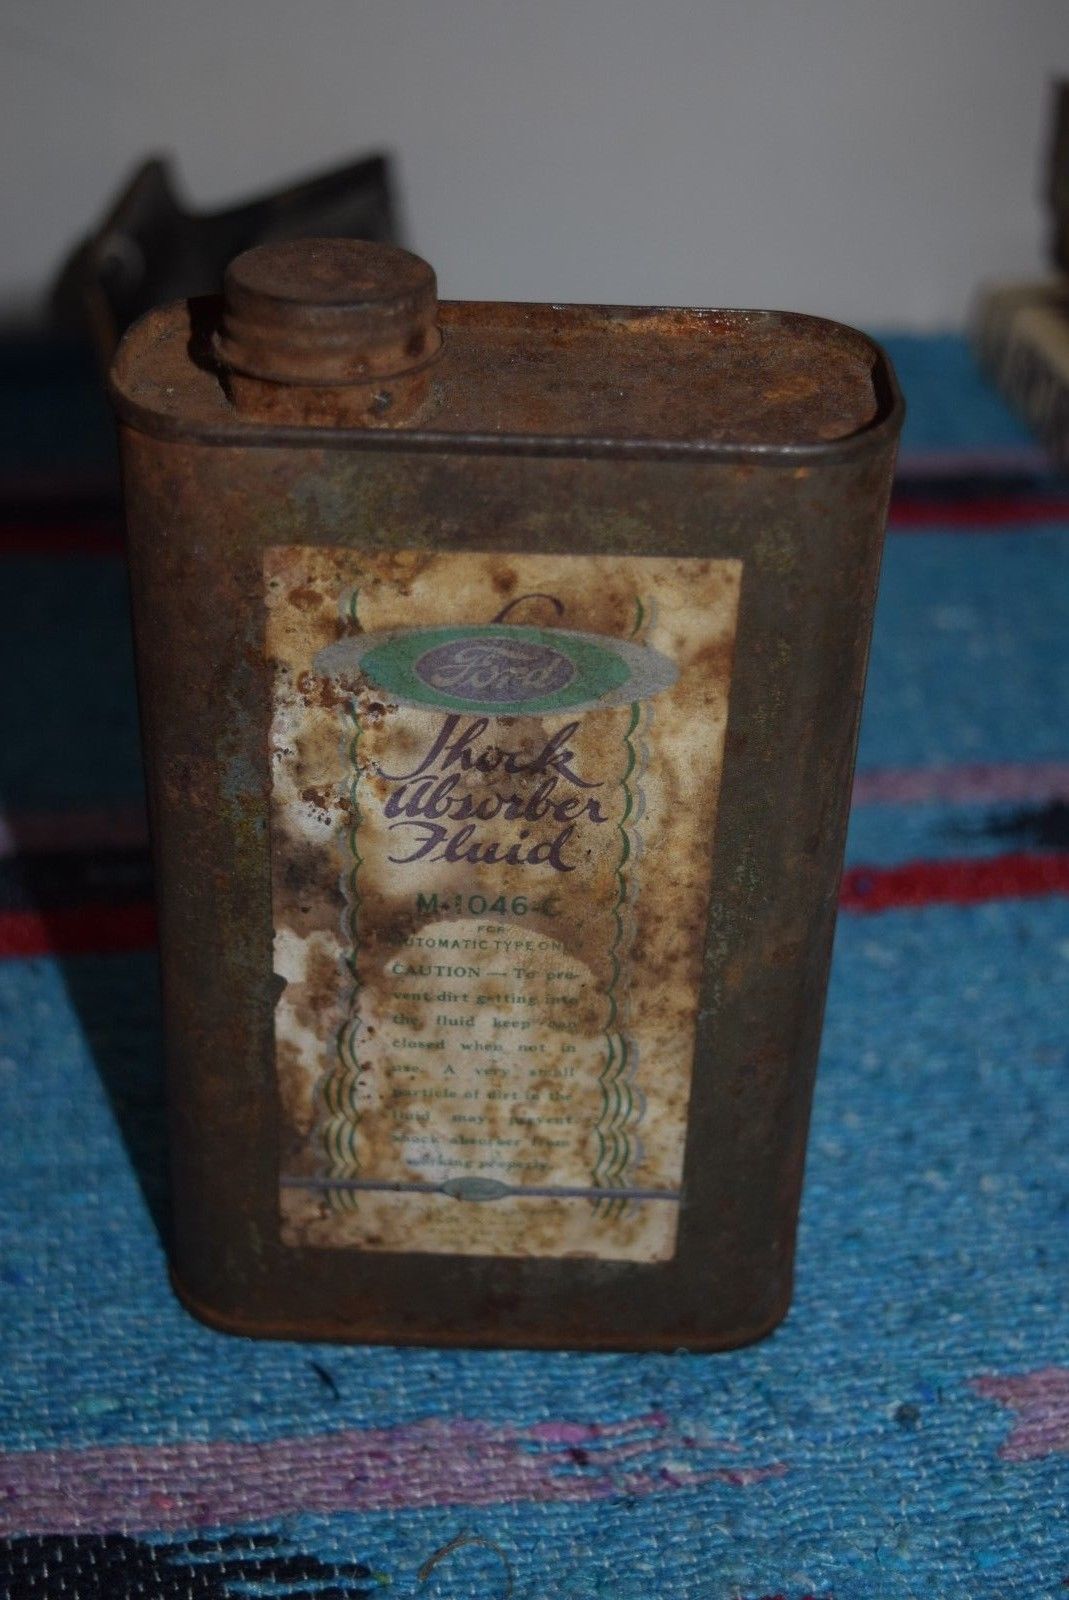 Ford
Shock
Absorber
Fluid
M-1046-C
FOR
AUTOMATIC TYPE ONLY
CAUTION — To pre-
vent dirt getting into
the fluid keep can
closed when not in
use. A very small
particle of dirt in the
fluid may prevent
shock absorber from
working properly.